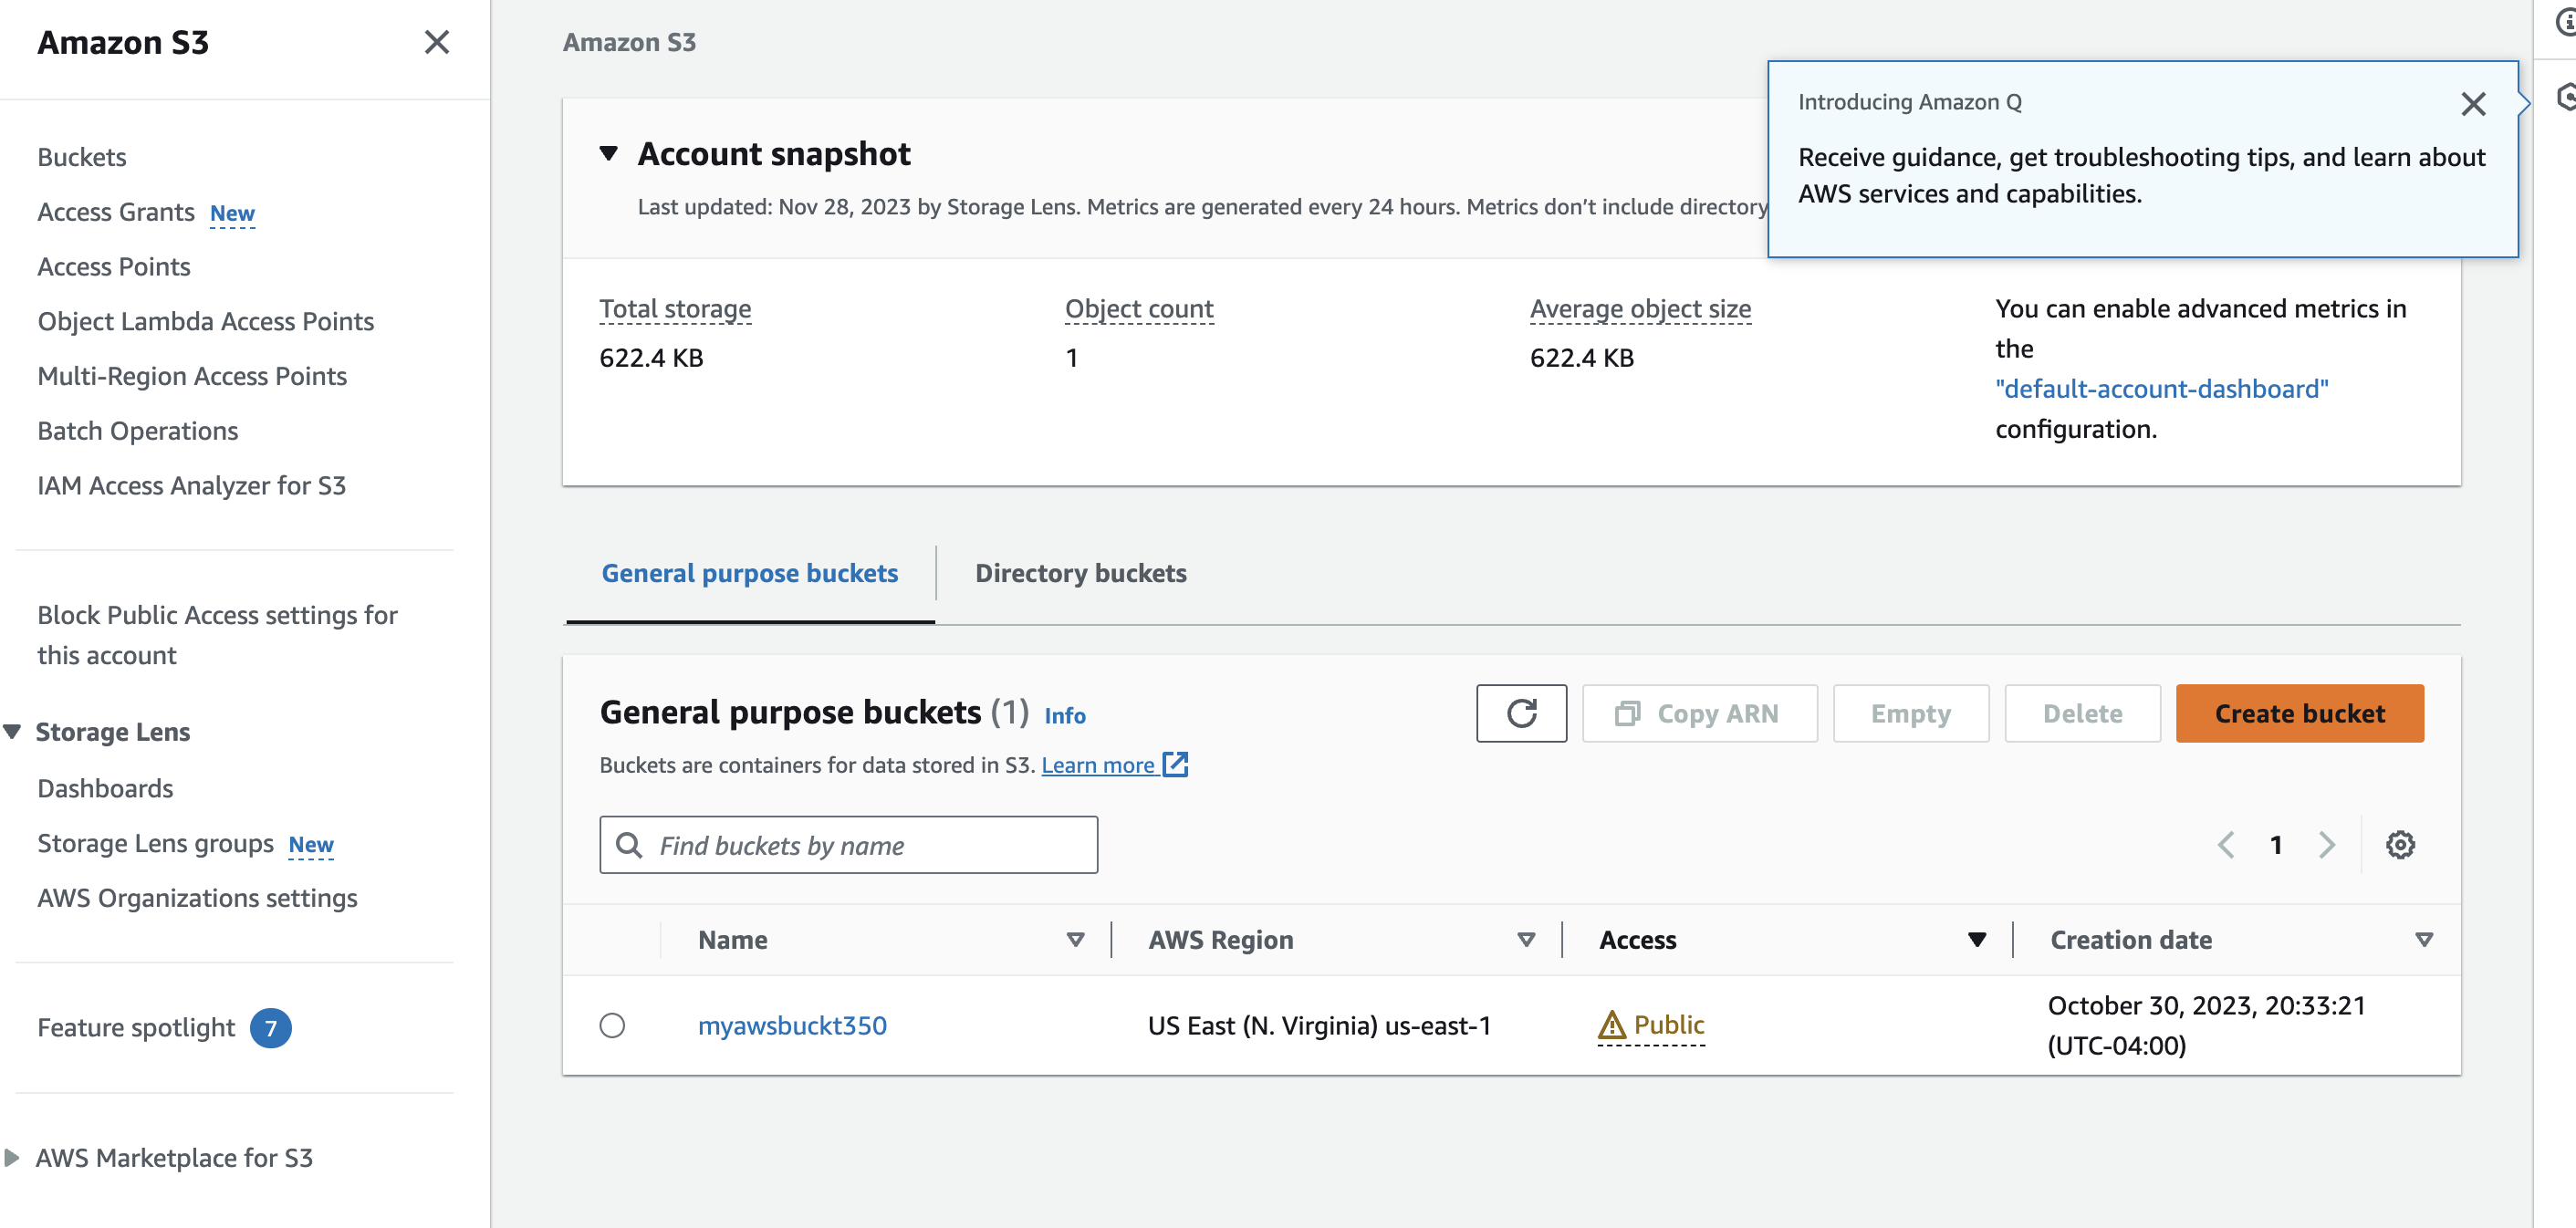 Amazon S3
Buckets
Access Grants New
Access Points
Object Lambda Access Points
Multi-Region Access Points
Batch Operations
IAM Access Analyzer for S3
Block Public Access settings for
this account
Storage Lens
Dashboards
Storage Lens groups New
AWS Organizations settings
Feature spotlight 7
AWS Marketplace for S3
Amazon S3
Introducing Amazon Q
Receive guidance, get troubleshooting tips, and learn about
AWS services and capabilities.
Account snapshot
Last updated: Nov 28, 2023 by Storage Lens. Metrics are generated every 24 hours. Metrics don’t include directory
Total storage
622.4 KB
Object count
1
Average object size
622.4 KB
You can enable advanced metrics in
the
"default-account-dashboard"
configuration.
General purpose buckets
Directory buckets
General purpose buckets (1) Info
Buckets are containers for data stored in S3. Learn more
Copy ARN
Empty
Delete
Create bucket
Find buckets by name
1
Name AWS Region Access Creation date
myawsbuckt350 US East (N. Virginia) us-east-1 Public October 30, 2023, 20:33:21
(UTC-04:00)